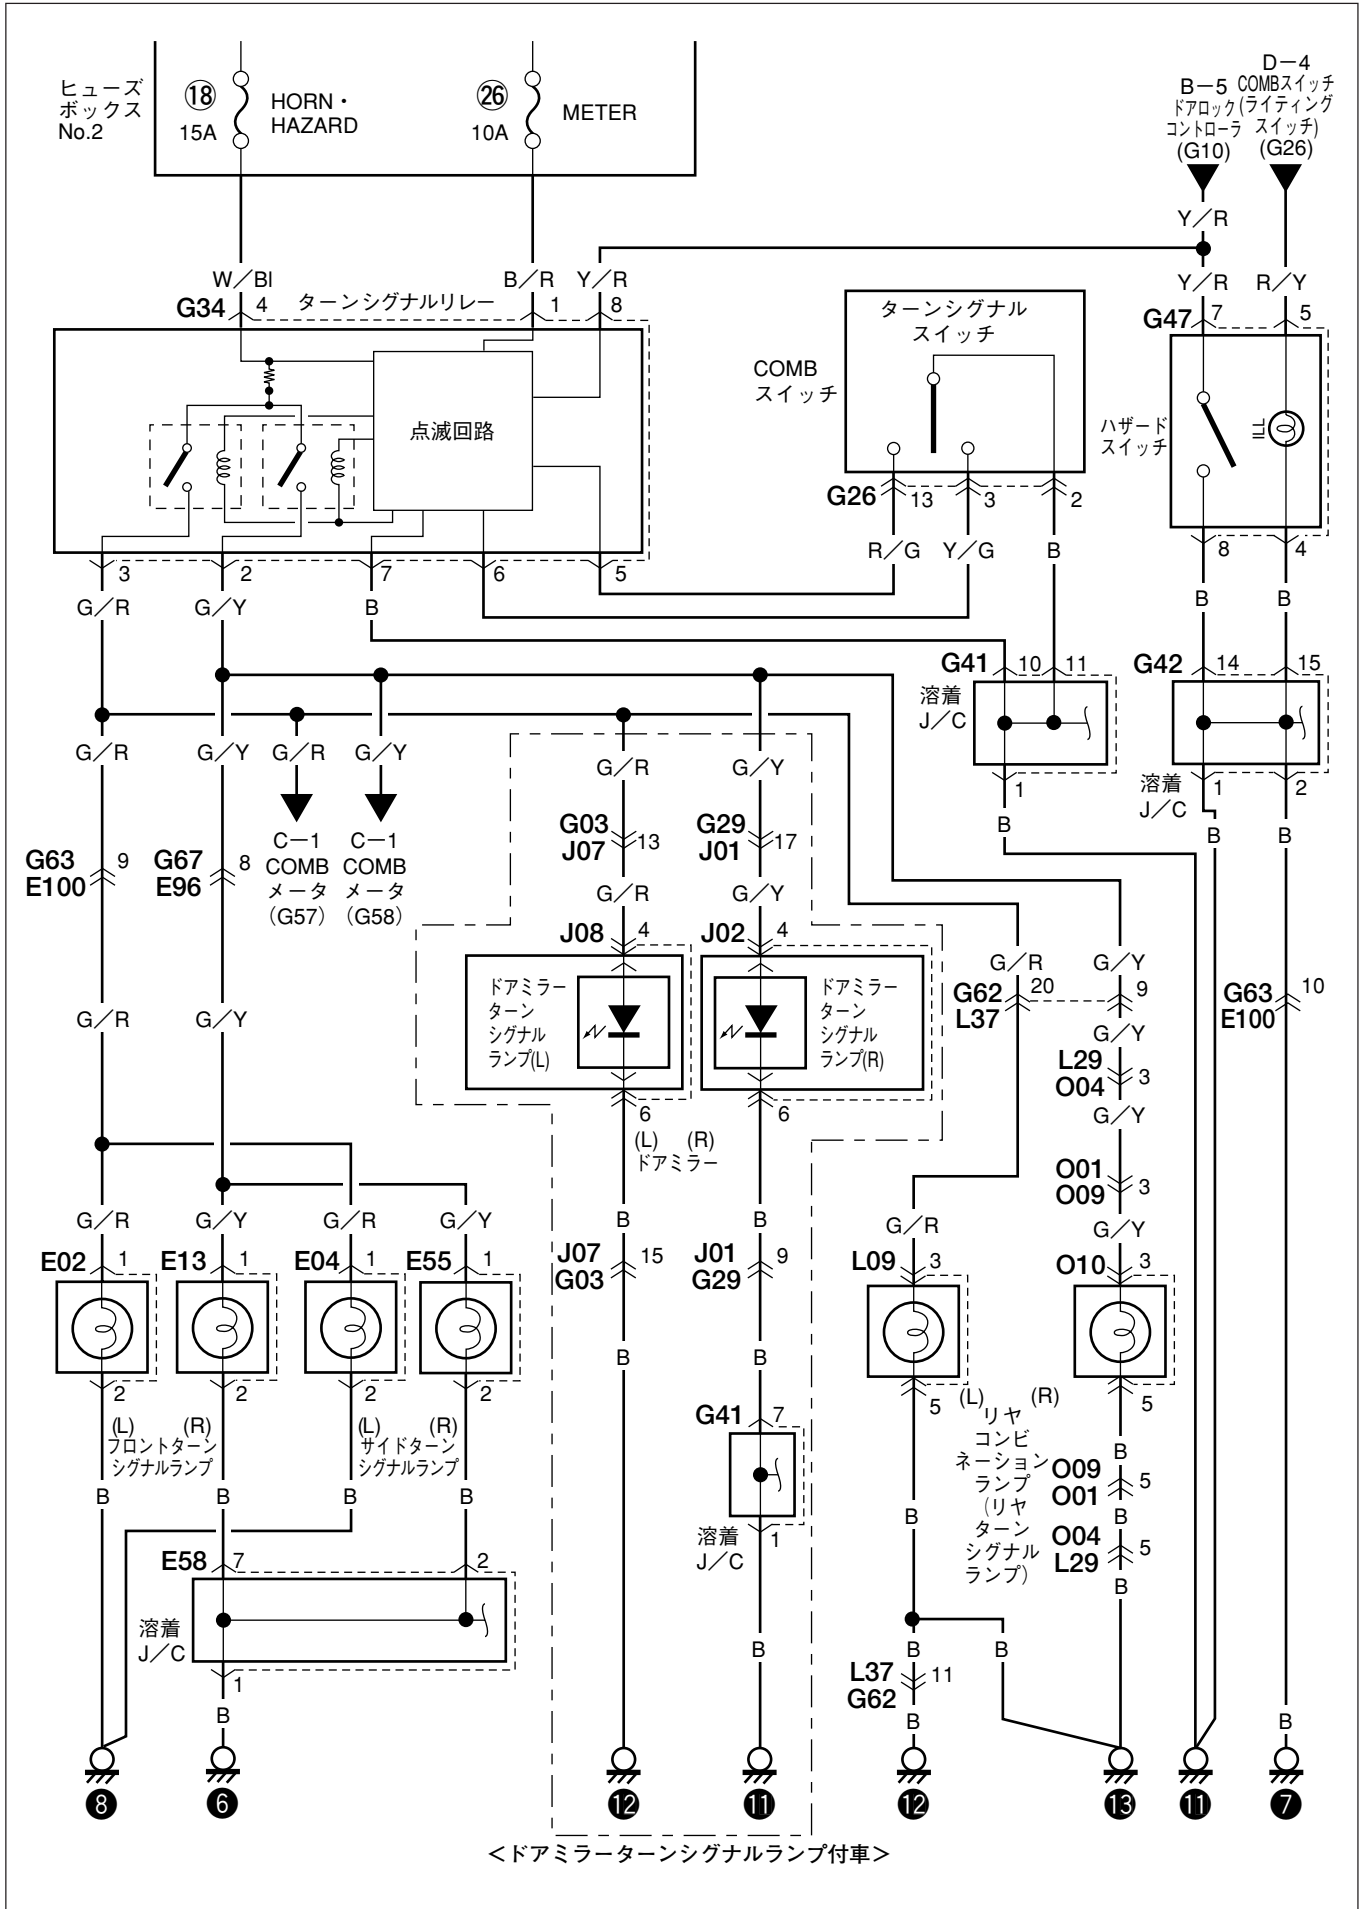 ヒューズ
ボックス
No.2
⑱
15A
HORN・
HAZARD
㉖
10A
METER
B－5
ドアロック
コントローラ
(G10)
D－4
COMBスイッチ
(ライティング
スイッチ)
(G26)
Y／R
W／Bl
B／R
Y／R
Y／R
R／Y
G34
4
ターンシグナルリレー
1
8
G47
7
5
ターンシグナル
スイッチ
COMB
スイッチ
点滅回路
ハザード
スイッチ
ILL
G26
13
3
2
8
4
R／G
Y／G
B
3
2
7
6
5
G／R
G／Y
B
B
B
G41
10
11
G42
14
15
溶着
J／C
1
溶着
J／C
1
2
G／R
G／Y
G／R
G／Y
G／R
G／Y
B
B
B
G63
E100
9
G67
E96
8
C－1
COMB
メータ
（G57）
C－1
COMB
メータ
（G58）
G03
J07
13
G29
J01
17
G／R
G／Y
J08
4
J02
4
G／R
G／Y
ドアミラー
ターン
シグナル
ランプ(L)
ドアミラー
ターン
シグナル
ランプ(R)
G62
L37
20
9
G63
E100
10
G／R
G／Y
G／Y
L29
O04
3
G／Y
6
6
(L)
(R)
ドアミラー
O01
O09
3
B
B
G／R
G／Y
G／R
G／Y
G／R
G／Y
E02
1
E13
1
E04
1
E55
1
J07
G03
15
J01
G29
9
L09
3
O10
3
B
B
2
2
2
2
(L)
(R)
フロントターン
シグナルランプ
(L)
(R)
サイドターン
シグナルランプ
G41
7
5
5
(L)
(R)
リヤ
コンビ
ネーション
ランプ
（リヤ
ターン
シグナル
ランプ）
B
O09
O01
5
B
B
B
B
B
B
O04
L29
5
B
溶着
J／C
1
E58
7
2
溶着
J／C
1
B
B
B
B
L37
G62
11
B
B
B
8
6
12
11
12
13
11
7
＜ドアミラーターンシグナルランプ付車＞